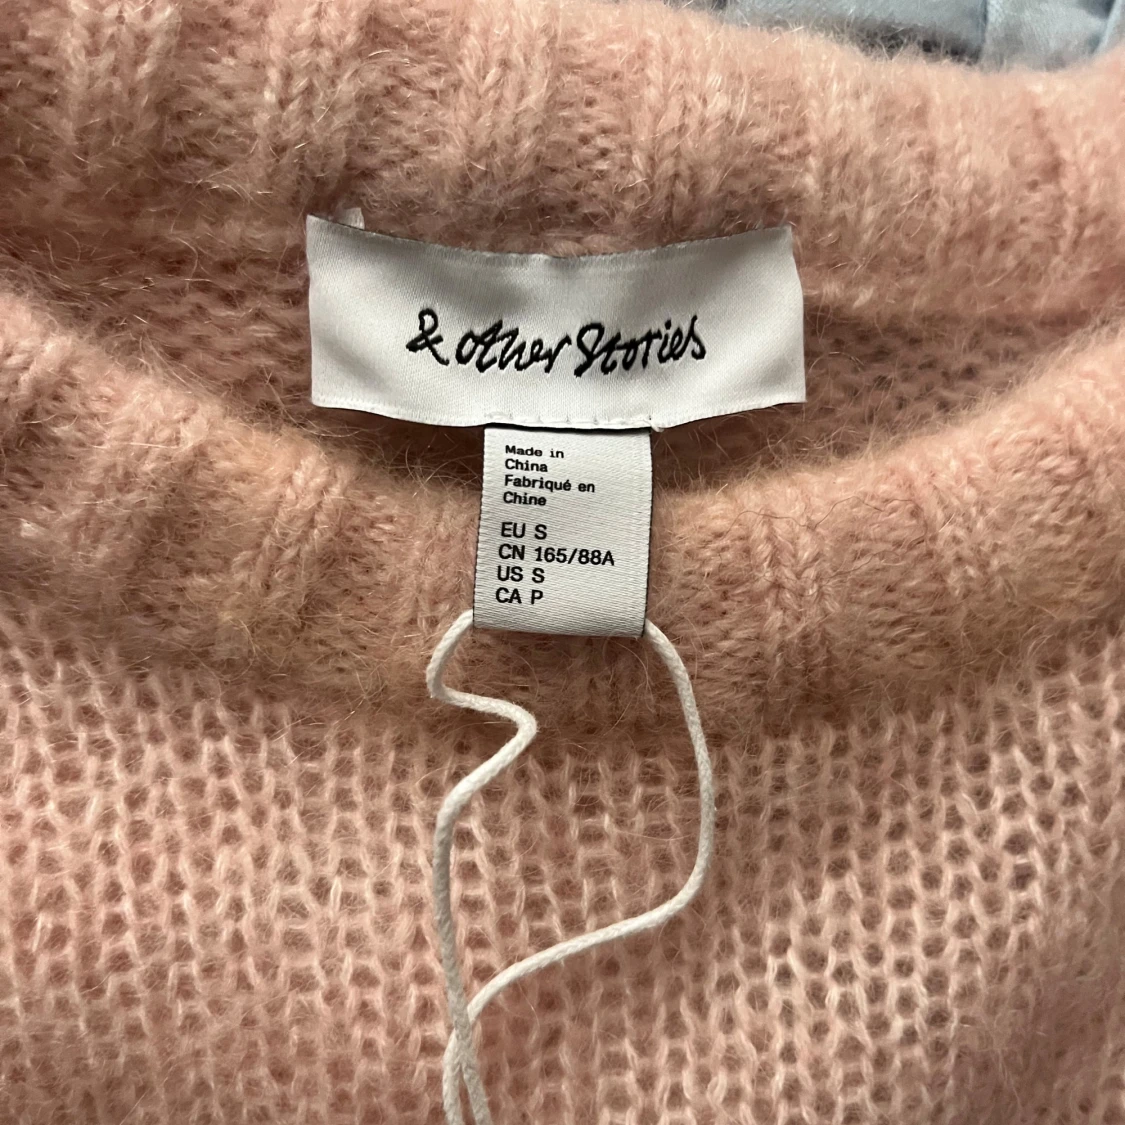 & other Stories
Made in
China
Fabriqué en
Chine
EU S
CN 165/88A
US S
CA P